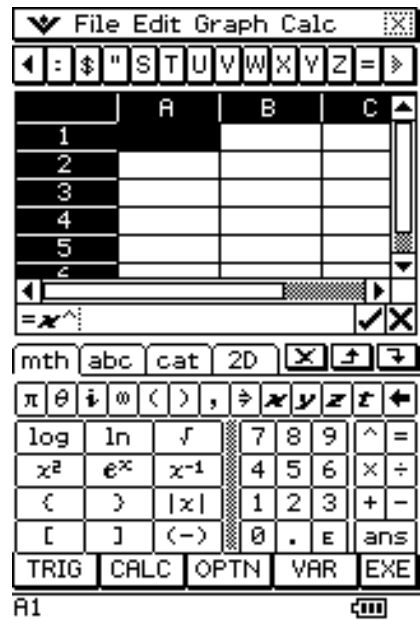 File Edit Graph Calc
: $ " S T U V W X Y Z =
A B C
1
2
3
4
5
6
=x^
mth abc cat 2D
π θ i ∞ ( ) , ⇒ x y z t
log ln √ 7 8 9 ^ =
x² eˣ x⁻¹ 4 5 6 × ÷
( ) |x| 1 2 3 + −
[ ] (−) 0 . E ans
TRIG CALC OPTN VAR EXE
A1